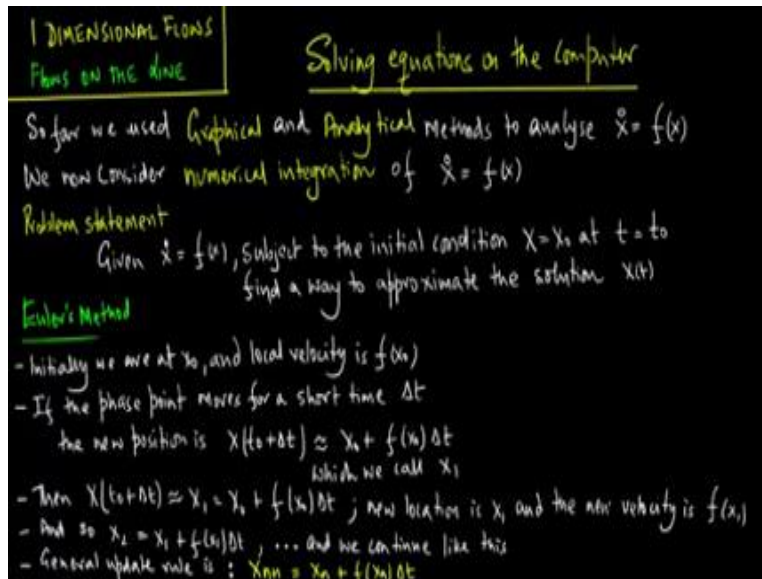 1 DIMENSIONAL FLOWS
FLOWS ON THE LINE
Solving equations on the computer
So far we used Graphical and Analytical methods to analyse ẋ = f(x)
We now consider numerical integration of ẋ = f(x)
Problem statement
Given ẋ = f(x), subject to the initial condition X = X₀ at t = t₀
find a way to approximate the solution X(t)
Euler's Method
- Initially we are at x₀, and local velocity is f(x₀)
- If the phase point moves for a short time Δt
the new position is X(t₀+Δt) ≈ X₀ + f(x₀) Δt
which we call X₁
- Then X(t₀+Δt) ≈ X₁ = X₀ + f(x₀)Δt ; new location is X₁ and the new velocity is f(x₁)
- And so X₂ = X₁ + f(x₁)Δt , ... and we continue like this
- General update rule is : Xn+1 = Xn + f(Xn)Δt